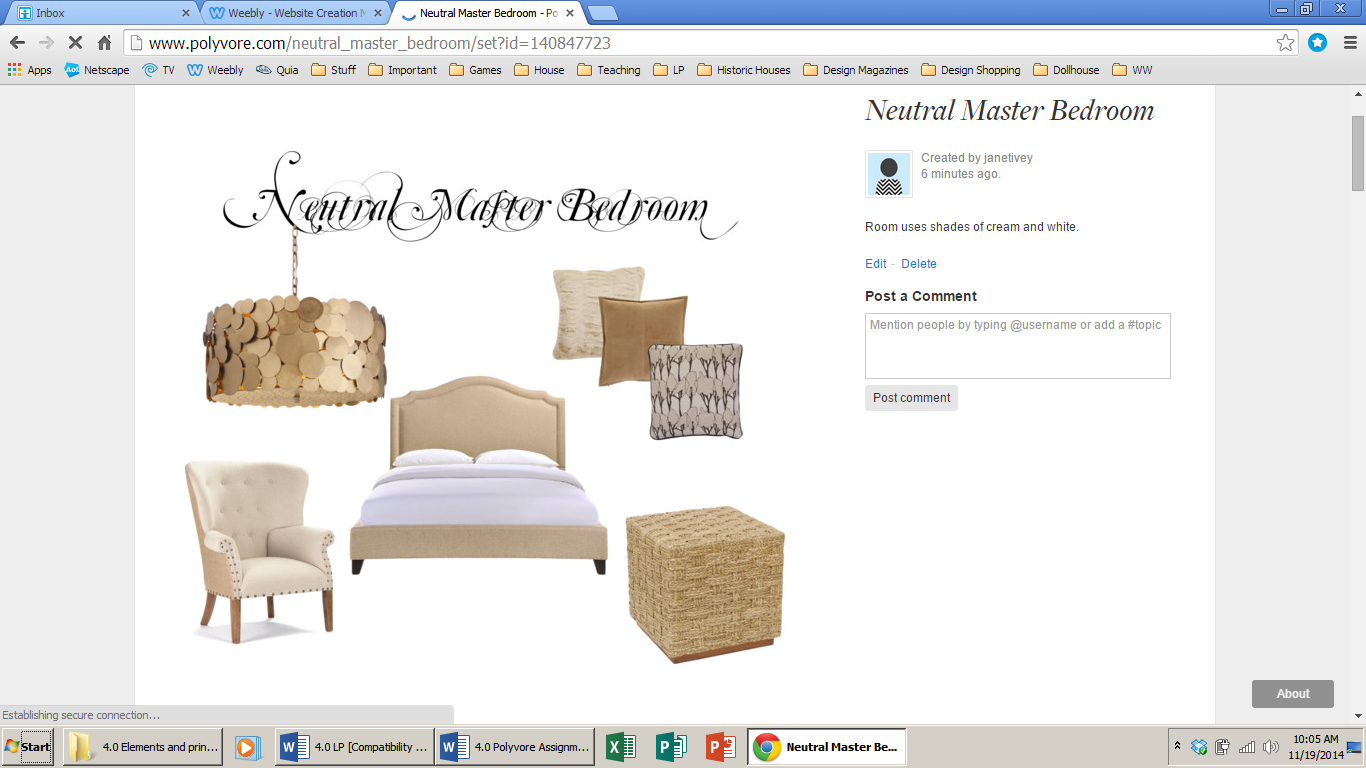 Inbox
Weebly - Website Creation M
Neutral Master Bedroom - Po
www.polyvore.com/neutral_master_bedroom/set?id=140847723
Apps Netscape TV Weebly Quia Stuff Important Games House Teaching LP Historic Houses Design Magazines Design Shopping Dollhouse WW
Neutral Master Bedroom
Neutral Master Bedroom
Created by janetivey
6 minutes ago.
Room uses shades of cream and white.
Edit - Delete
Post a Comment
Mention people by typing @username or add a #topic
Post comment
About
Establishing secure connection...
Start
4.0 Elements and prin...
4.0 LP [Compatibility ...
4.0 Polyvore Assignm...
Neutral Master Be...
10:05 AM
11/19/2014